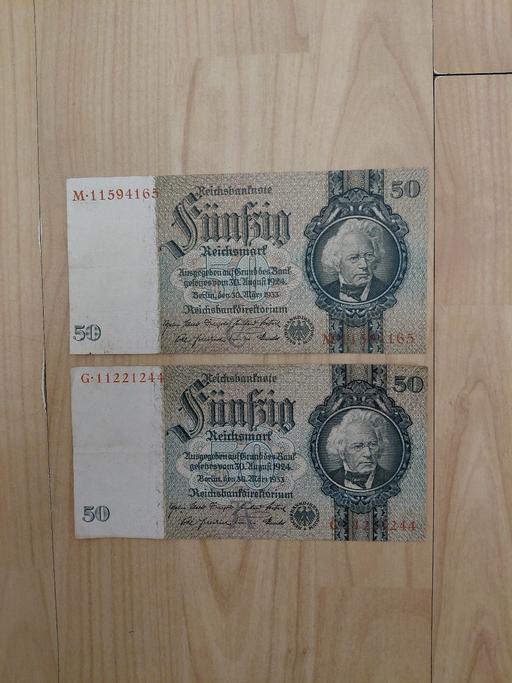 M·11594165
Reichsbanknote
50
Fünfzig
Reichsmark
Ausgegeben auf Grund des Bank
gesetzes vom 30. August 1924.
Berlin, den 30. März 1933
Reichsbankdirektorium
50
M·11594165
G·11221244
Reichsbanknote
50
Fünfzig
Reichsmark
Ausgegeben auf Grund des Bank
gesetzes vom 30. August 1924.
Berlin, den 30. März 1933
Reichsbankdirektorium
50
G·11221244